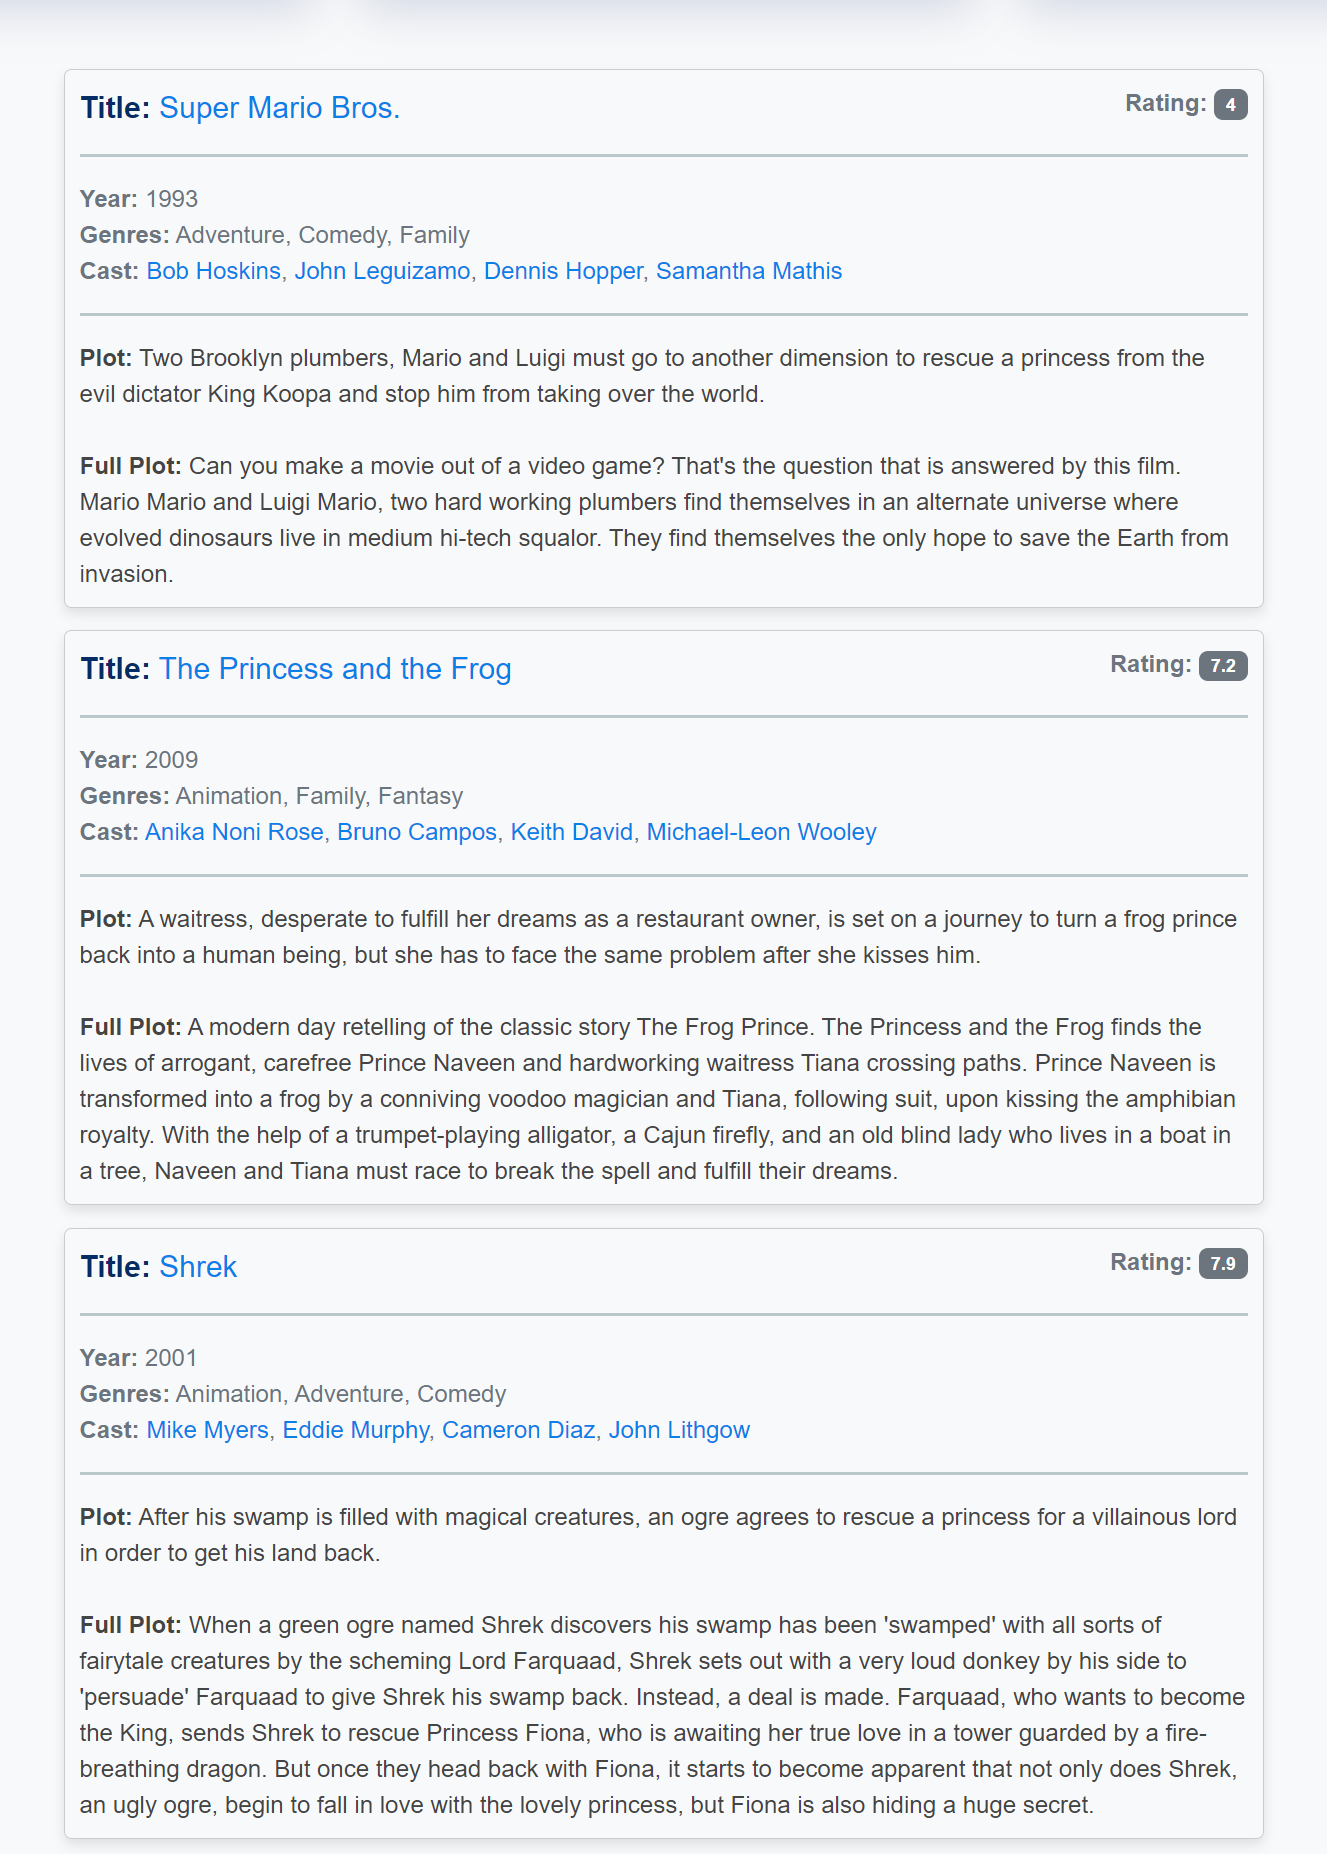 Title: Super Mario Bros.
Rating: 4
Year: 1993
Genres: Adventure, Comedy, Family
Cast: Bob Hoskins, John Leguizamo, Dennis Hopper, Samantha Mathis
Plot: Two Brooklyn plumbers, Mario and Luigi must go to another dimension to rescue a princess from the
evil dictator King Koopa and stop him from taking over the world.
Full Plot: Can you make a movie out of a video game? That's the question that is answered by this film.
Mario Mario and Luigi Mario, two hard working plumbers find themselves in an alternate universe where
evolved dinosaurs live in medium hi-tech squalor. They find themselves the only hope to save the Earth from
invasion.
Title: The Princess and the Frog
Rating: 7.2
Year: 2009
Genres: Animation, Family, Fantasy
Cast: Anika Noni Rose, Bruno Campos, Keith David, Michael-Leon Wooley
Plot: A waitress, desperate to fulfill her dreams as a restaurant owner, is set on a journey to turn a frog prince
back into a human being, but she has to face the same problem after she kisses him.
Full Plot: A modern day retelling of the classic story The Frog Prince. The Princess and the Frog finds the
lives of arrogant, carefree Prince Naveen and hardworking waitress Tiana crossing paths. Prince Naveen is
transformed into a frog by a conniving voodoo magician and Tiana, following suit, upon kissing the amphibian
royalty. With the help of a trumpet-playing alligator, a Cajun firefly, and an old blind lady who lives in a boat in
a tree, Naveen and Tiana must race to break the spell and fulfill their dreams.
Title: Shrek
Rating: 7.9
Year: 2001
Genres: Animation, Adventure, Comedy
Cast: Mike Myers, Eddie Murphy, Cameron Diaz, John Lithgow
Plot: After his swamp is filled with magical creatures, an ogre agrees to rescue a princess for a villainous lord
in order to get his land back.
Full Plot: When a green ogre named Shrek discovers his swamp has been 'swamped' with all sorts of
fairytale creatures by the scheming Lord Farquaad, Shrek sets out with a very loud donkey by his side to
'persuade' Farquaad to give Shrek his swamp back. Instead, a deal is made. Farquaad, who wants to become
the King, sends Shrek to rescue Princess Fiona, who is awaiting her true love in a tower guarded by a fire-
breathing dragon. But once they head back with Fiona, it starts to become apparent that not only does Shrek,
an ugly ogre, begin to fall in love with the lovely princess, but Fiona is also hiding a huge secret.